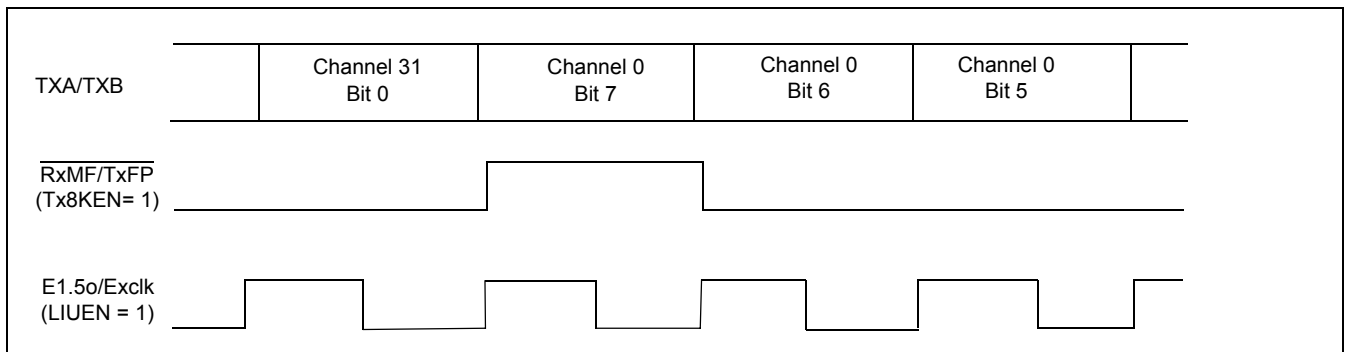 TXA/TXB
Channel 31
Bit 0
Channel 0
Bit 7
Channel 0
Bit 6
Channel 0
Bit 5
RxMF/TxFP
(Tx8KEN= 1)
E1.5o/Exclk
(LIUEN = 1)